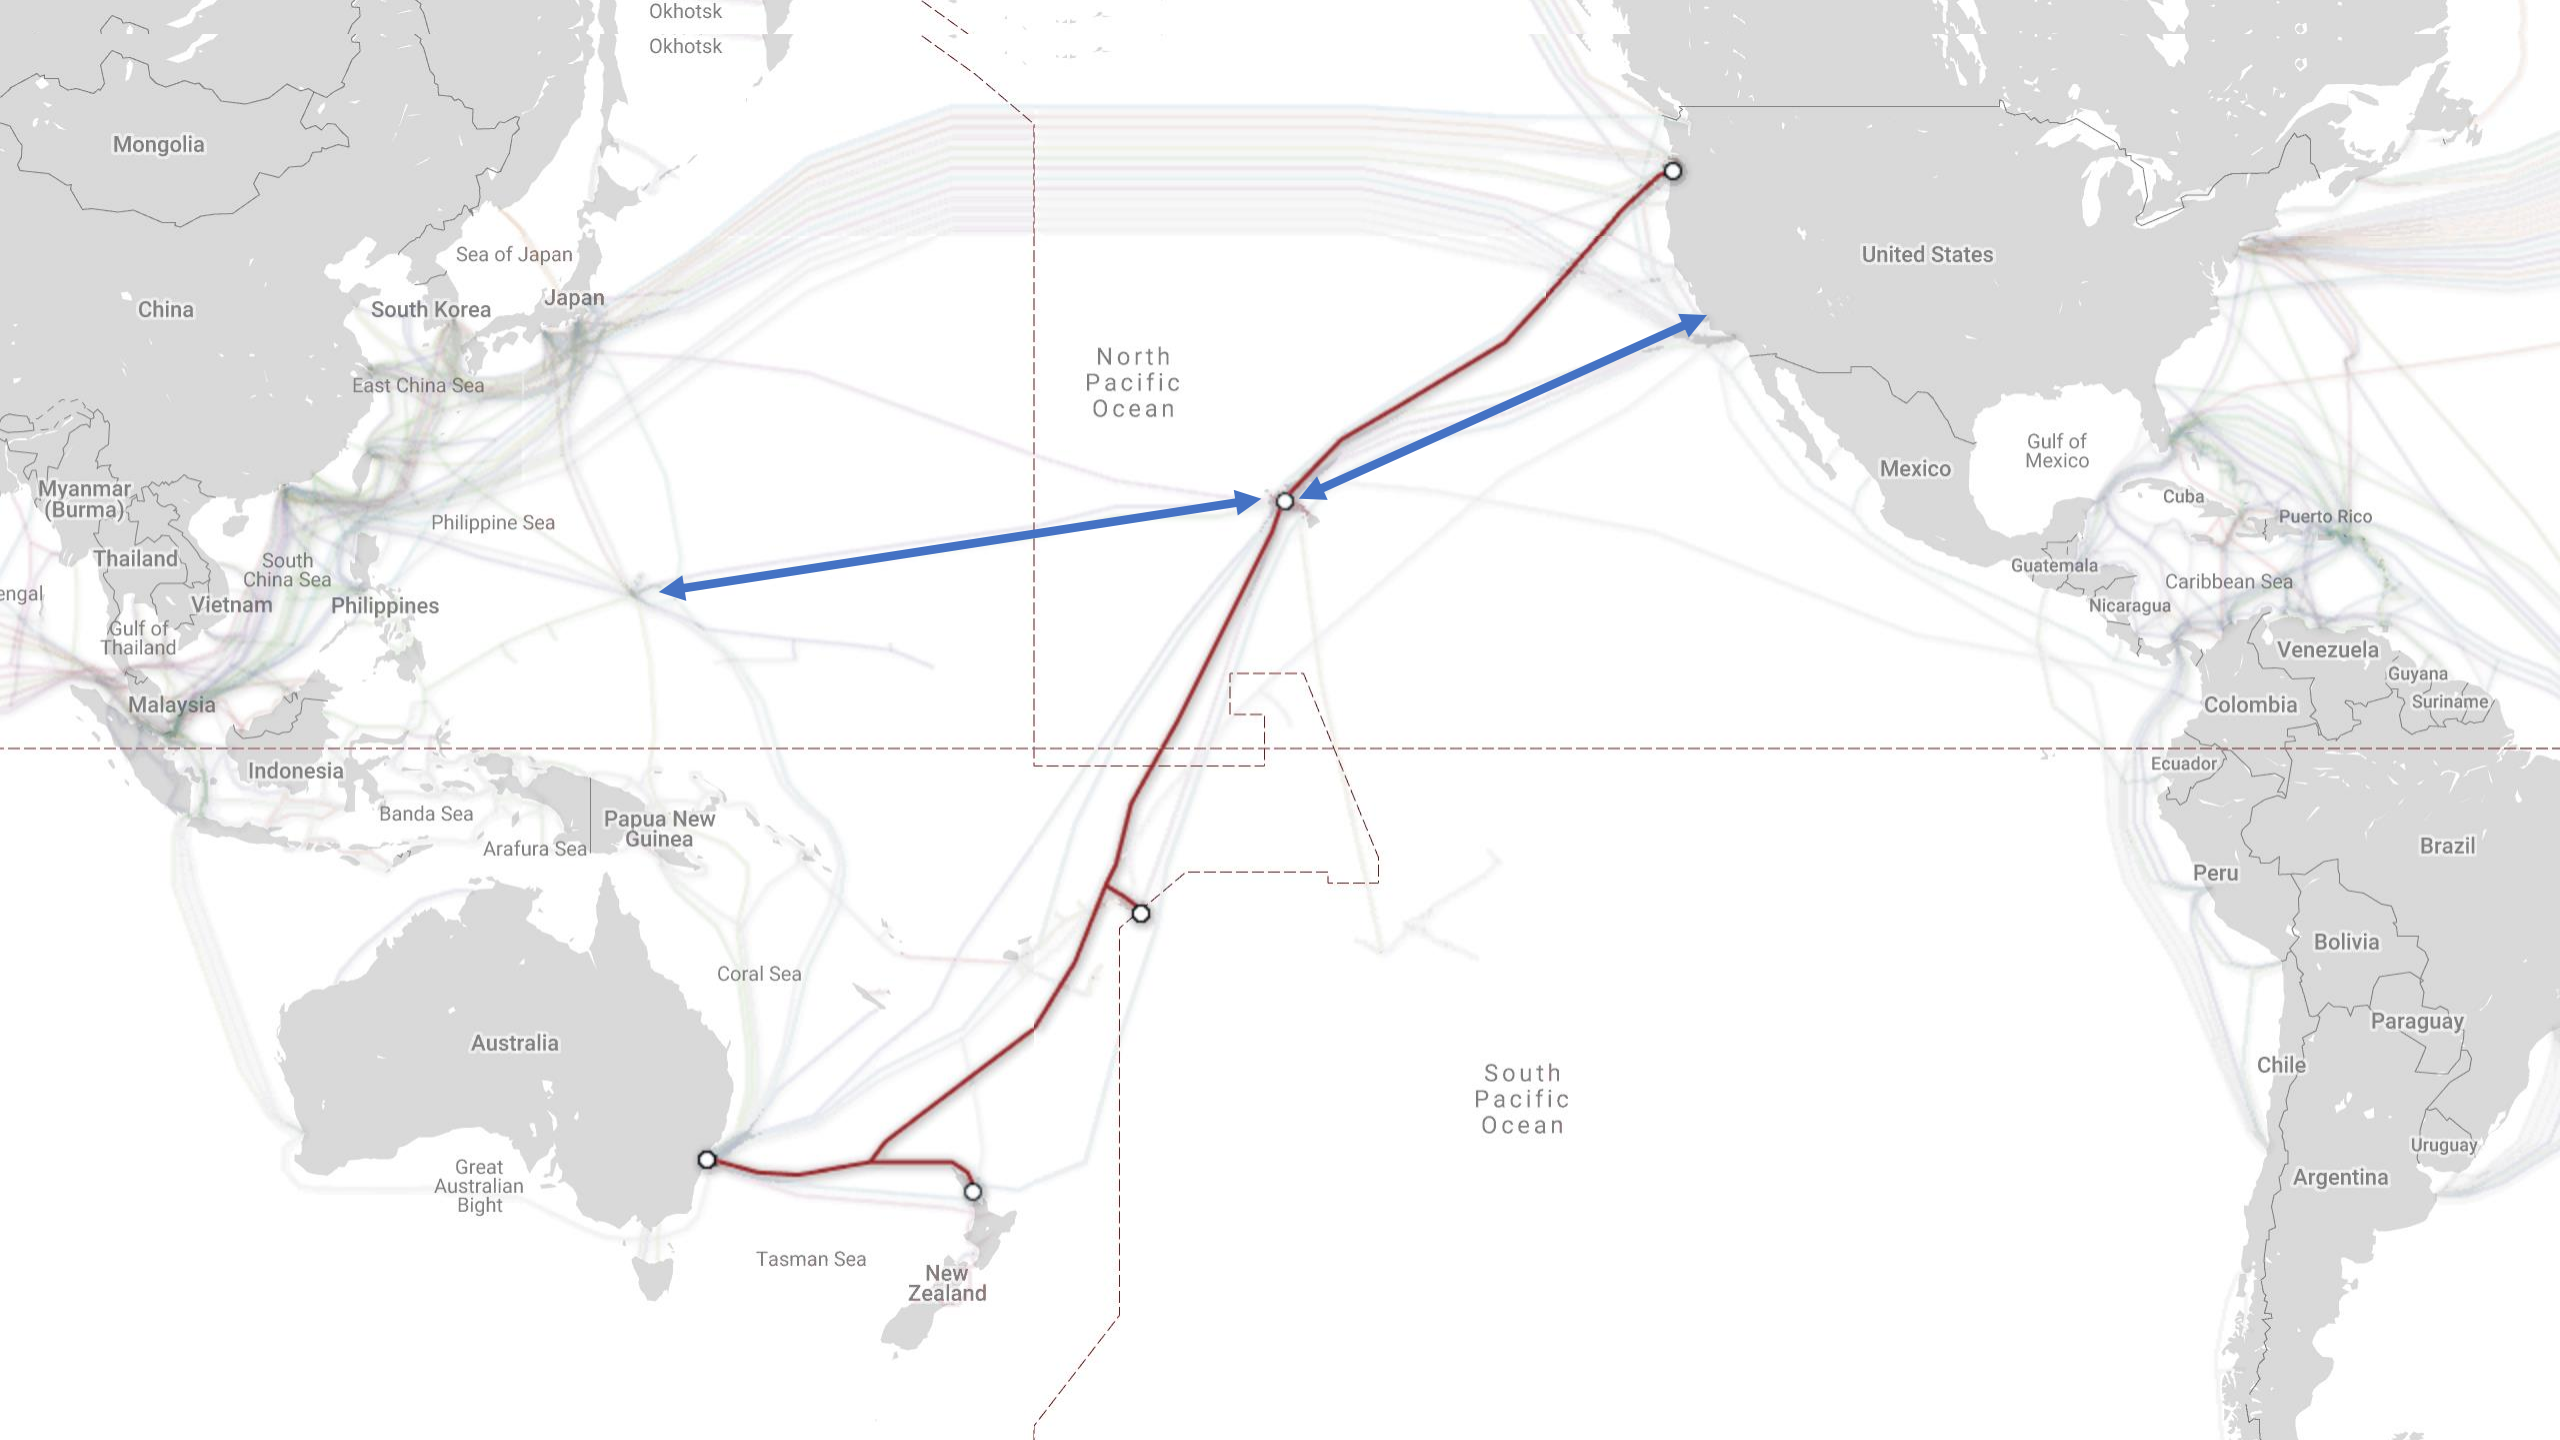 Okhotsk
Okhotsk
Mongolia
Sea of Japan
Japan
South Korea
China
United States
North
Pacific
Ocean
East China Sea
Gulf of
Mexico
Mexico
Myanmar
(Burma)
Cuba
Puerto Rico
Philippine Sea
Thailand
South
China Sea
Guatemala
Caribbean Sea
engal
Vietnam
Philippines
Nicaragua
Gulf of
Thailand
Venezuela
Guyana
Suriname
Malaysia
Colombia
Indonesia
Ecuador
Banda Sea
Papua New
Guinea
Arafura Sea
Brazil
Peru
Bolivia
Coral Sea
Paraguay
Australia
Chile
South
Pacific
Ocean
Uruguay
Great
Australian
Bight
Argentina
Tasman Sea
New
Zealand